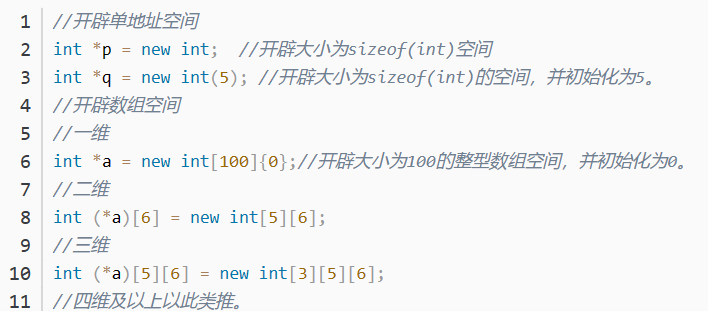 1 //开辟单地址空间
2 int *p = new int;  //开辟大小为sizeof(int)空间
3 int *q = new int(5); //开辟大小为sizeof(int)的空间，并初始化为5。
4 //开辟数组空间
5 //一维
6 int *a = new int[100]{0};//开辟大小为100的整型数组空间，并初始化为0。
7 //二维
8 int (*a)[6] = new int[5][6];
9 //三维
10 int (*a)[5][6] = new int[3][5][6];
11 //四维及以上以此类推。